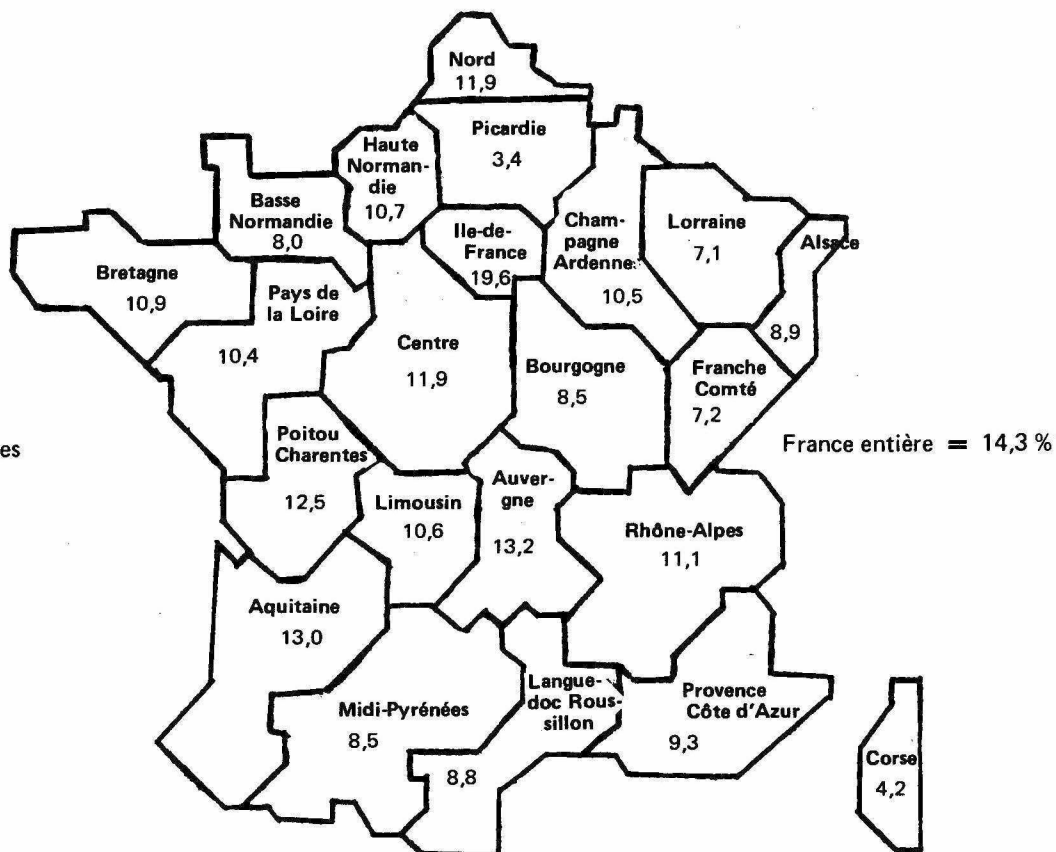 Nord
11,9
Picardie
3,4
Haute
Norman-
die
10,7
Basse
Normandie
8,0
Ile-de-
France
19,6
Cham-
pagne
Ardenne
10,5
Lorraine
7,1
Alsace
8,9
Bretagne
10,9
Pays de
la Loire
10,4
Centre
11,9
Bourgogne
8,5
Franche
Comté
7,2
es
France entière = 14,3 %
Poitou
Charentes
12,5
Limousin
10,6
Auver-
gne
13,2
Rhône-Alpes
11,1
Aquitaine
13,0
Midi-Pyrénées
8,5
Langue-
doc Rous-
sillon
8,8
Provence
Côte d'Azur
9,3
Corse
4,2